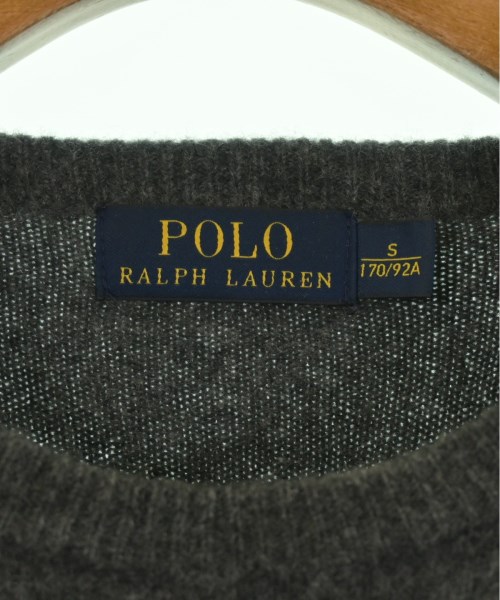 POLO
RALPH LAUREN
S
170/92A